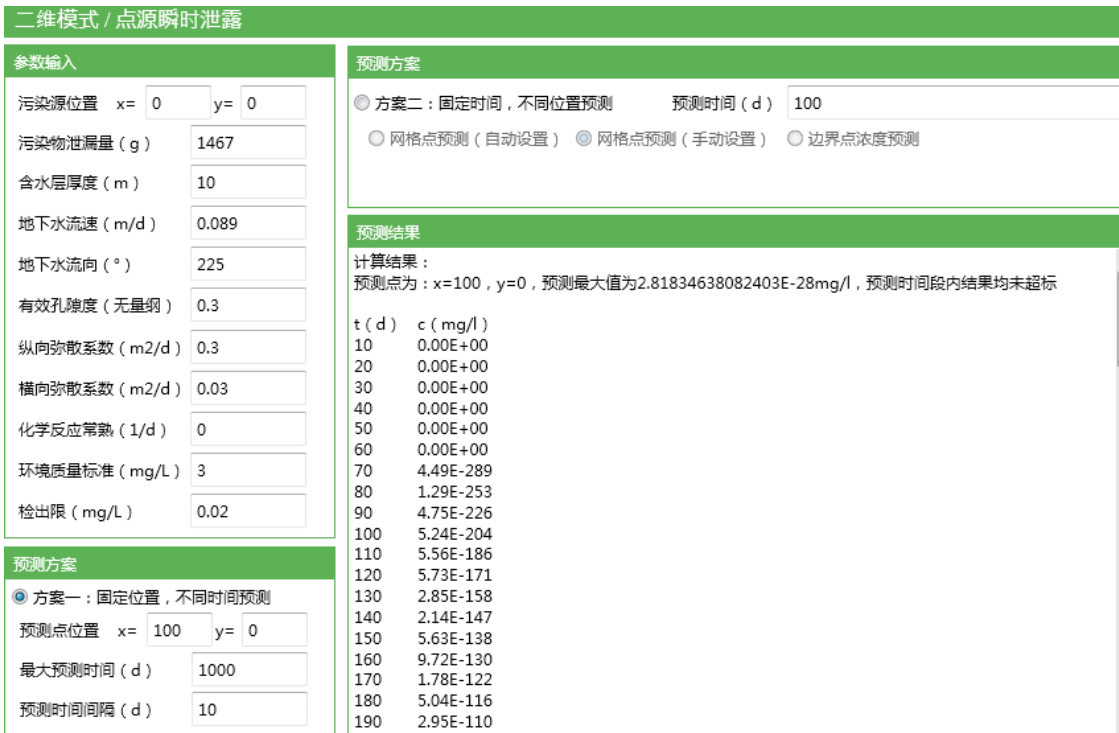 二维模式 / 点源瞬时泄露
参数输入
污染源位置 x= 0 y= 0
污染物泄漏量（g） 1467
含水层厚度（m） 10
地下水流速（m/d） 0.089
地下水流向（°） 225
有效孔隙度（无量纲） 0.3
纵向弥散系数（m2/d） 0.3
横向弥散系数（m2/d） 0.03
化学反应常熟（1/d） 0
环境质量标准（mg/L） 3
检出限（mg/L） 0.02
预测方案
方案一：固定位置，不同时间预测
预测点位置 x= 100 y= 0
最大预测时间（d） 1000
预测时间间隔（d） 10
预测方案
方案二：固定时间，不同位置预测 预测时间（d） 100
网格点预测（自动设置） 网格点预测（手动设置） 边界点浓度预测
预测结果
计算结果：
预测点为：x=100，y=0，预测最大值为2.81834638082403E-28mg/l，预测时间段内结果均未超标
t（d） c（mg/l）
10 0.00E+00
20 0.00E+00
30 0.00E+00
40 0.00E+00
50 0.00E+00
60 0.00E+00
70 4.49E-289
80 1.29E-253
90 4.75E-226
100 5.24E-204
110 5.56E-186
120 5.73E-171
130 2.85E-158
140 2.14E-147
150 5.63E-138
160 9.72E-130
170 1.78E-122
180 5.04E-116
190 2.95E-110